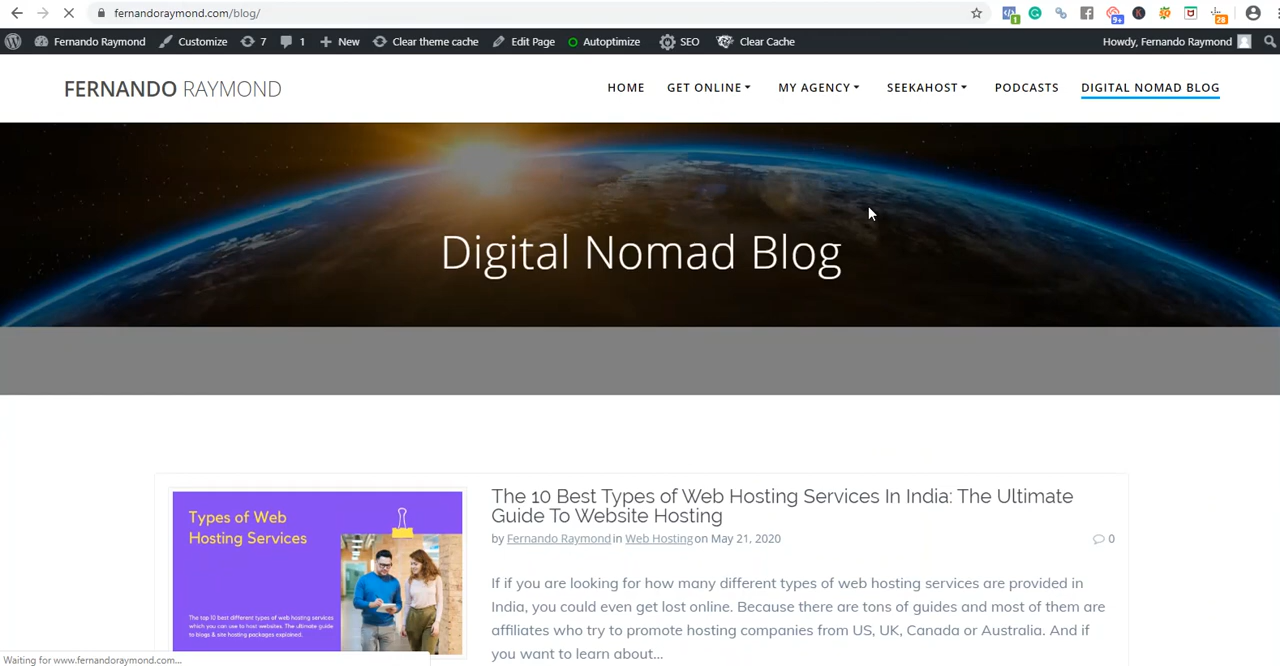 fernandoraymond.com/blog/
1
9+
28
Fernando Raymond Customize 7 1 New Clear theme cache Edit Page Autoptimize SEO Clear Cache Howdy, Fernando Raymond
FERNANDO RAYMOND HOME GET ONLINE MY AGENCY SEEKAHOST PODCASTS DIGITAL NOMAD BLOG
Digital Nomad Blog
Types of Web
Hosting Services
The top 10 best different types of web hosting services
which you can use to host websites. The ultimate guide
to blogs & site hosting packages explained.
The 10 Best Types of Web Hosting Services In India: The Ultimate
Guide To Website Hosting
by Fernando Raymond in Web Hosting on May 21, 2020 0
If if you are looking for how many different types of web hosting services are provided in
India, you could even get lost online. Because there are tons of guides and most of them are
affiliates who try to promote hosting companies from US, UK, Canada or Australia. And if
you want to learn about...
Waiting for www.fernandoraymond.com...